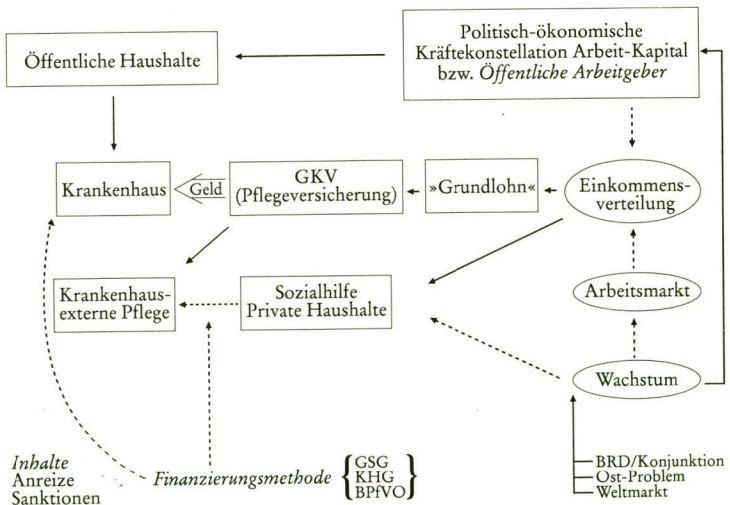 Politisch-ökonomische
Kräftekonstellation Arbeit-Kapital
bzw. Öffentliche Arbeitgeber
Öffentliche Haushalte
Krankenhaus
Geld
GKV
(Pflegeversicherung)
»Grundlohn«
Einkommens-
verteilung
Krankenhaus-
externe Pflege
Sozialhilfe
Private Haushalte
Arbeitsmarkt
Wachstum
Inhalte
Anreize
Sanktionen
Finanzierungsmethode
GSG
KHG
BPfVO
BRD/Konjunktion
Ost-Problem
Weltmarkt